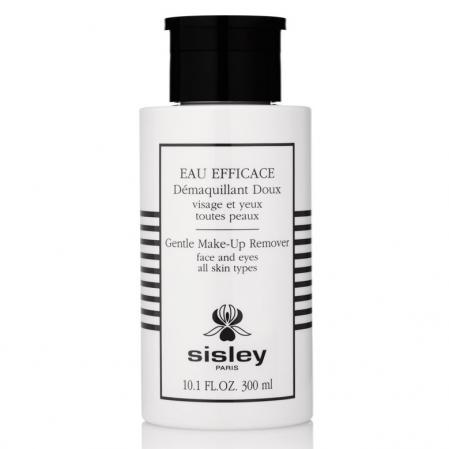 EAU EFFICACE
Démaquillant Doux
visage et yeux
toutes peaux
Gentle Make-Up Remover
face and eyes
all skin types
sisley
PARIS
10.1 FL.OZ. 300 ml